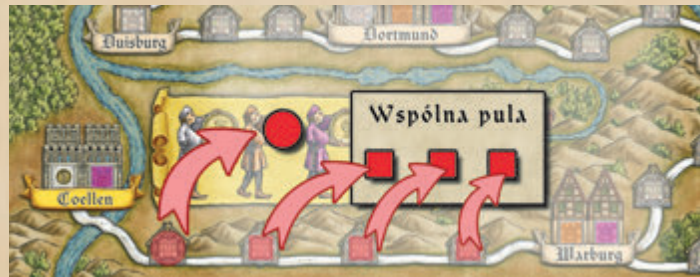 Duisburg
Dortmund
Wspólna pula
Coellen
Warburg